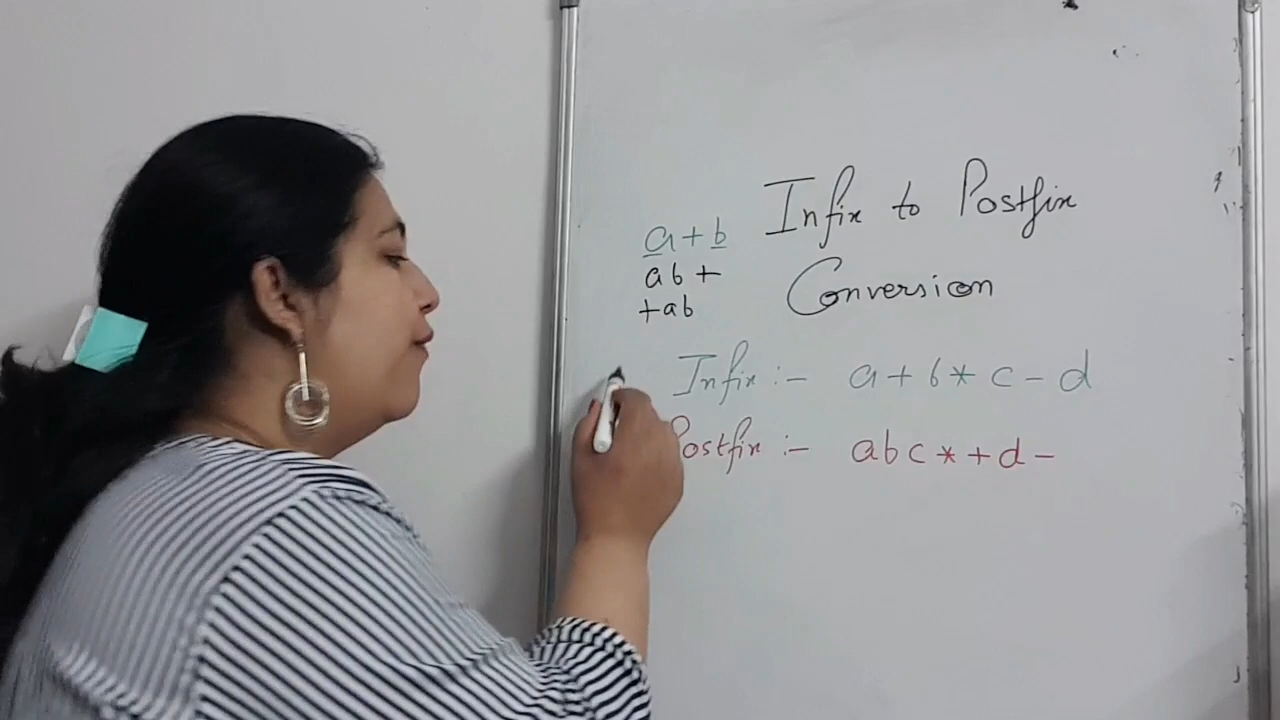 Infix to Postfix
Conversion
a+b
ab+
+ab
Infix :- a+b*c-d
Postfix :- abc*+d-